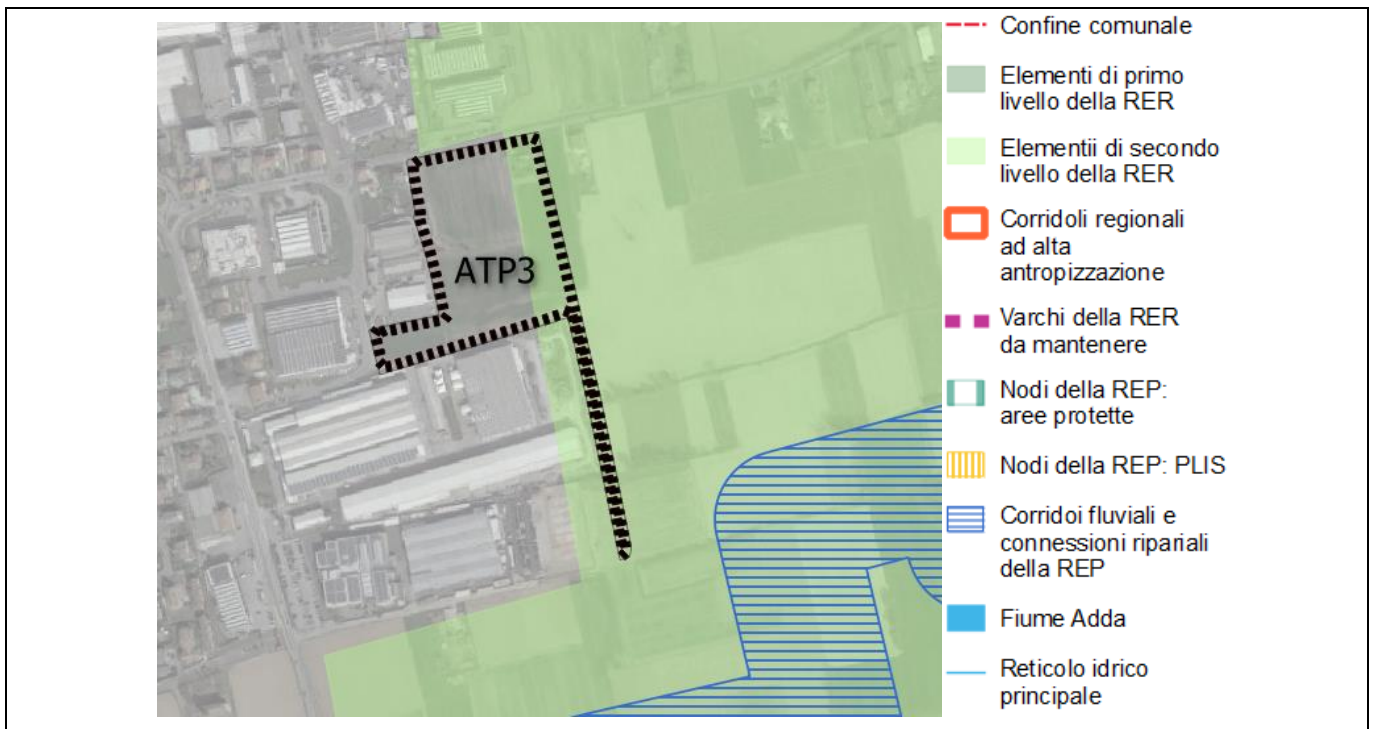 ATP3
Confine comunale
Elementi di primo
livello della RER
Elementii di secondo
livello della RER
Corridoli regionali
ad alta
antropizzazione
Varchi della RER
da mantenere
Nodi della REP:
aree protette
Nodi della REP: PLIS
Corridoi fluviali e
connessioni ripariali
della REP
Fiume Adda
Reticolo idrico
principale